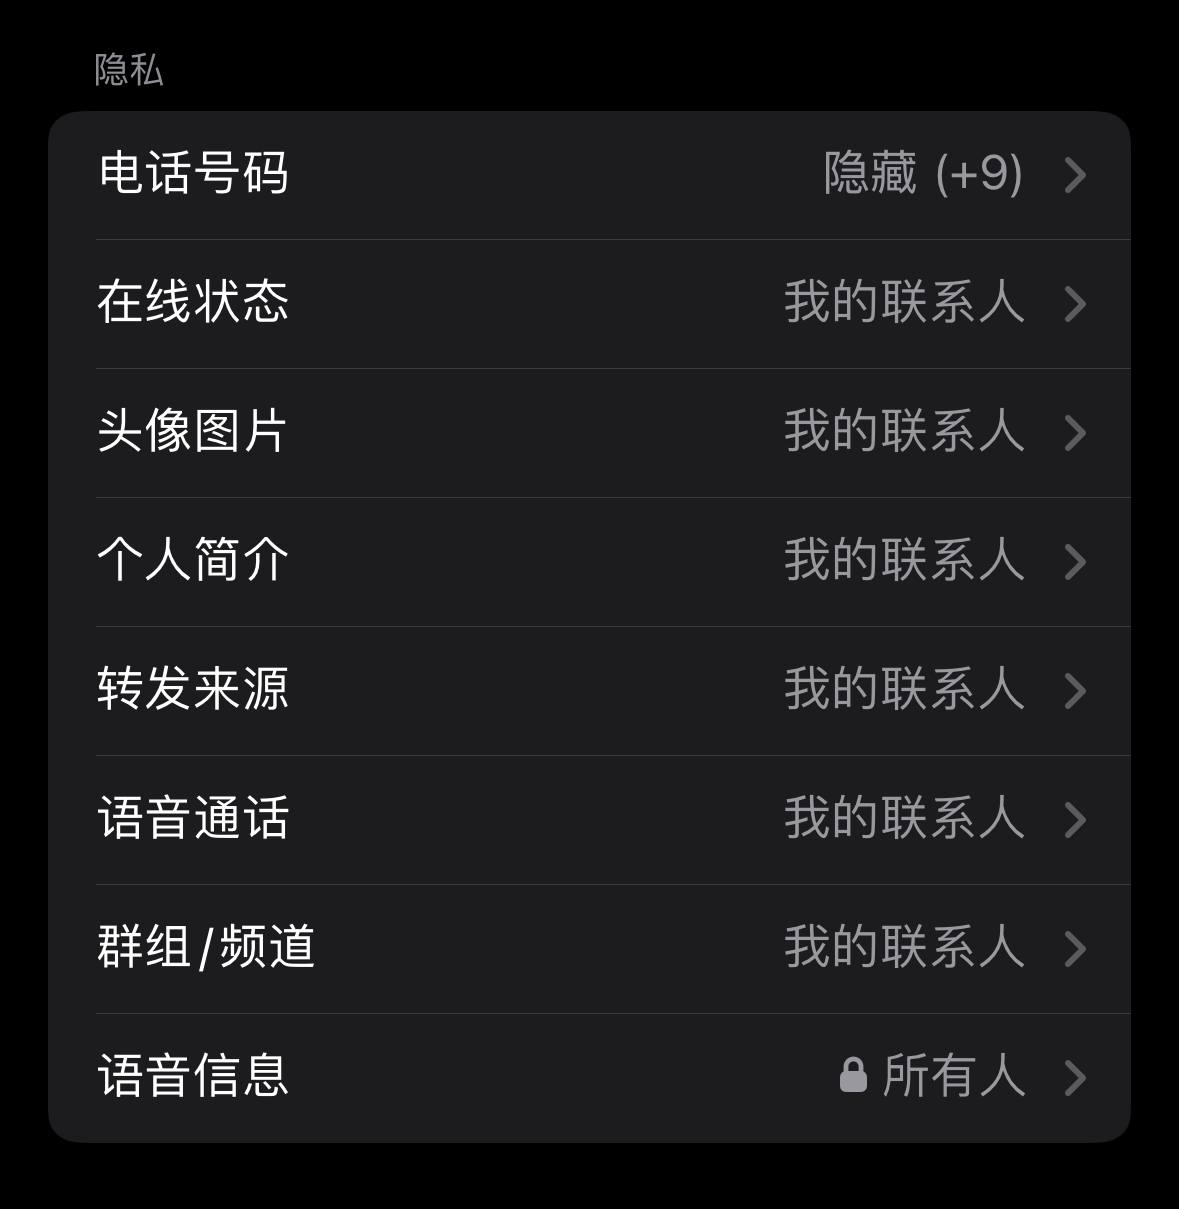 隐私
电话号码 隐藏 (+9)
在线状态 我的联系人
头像图片 我的联系人
个人简介 我的联系人
转发来源 我的联系人
语音通话 我的联系人
群组/频道 我的联系人
语音信息 所有人